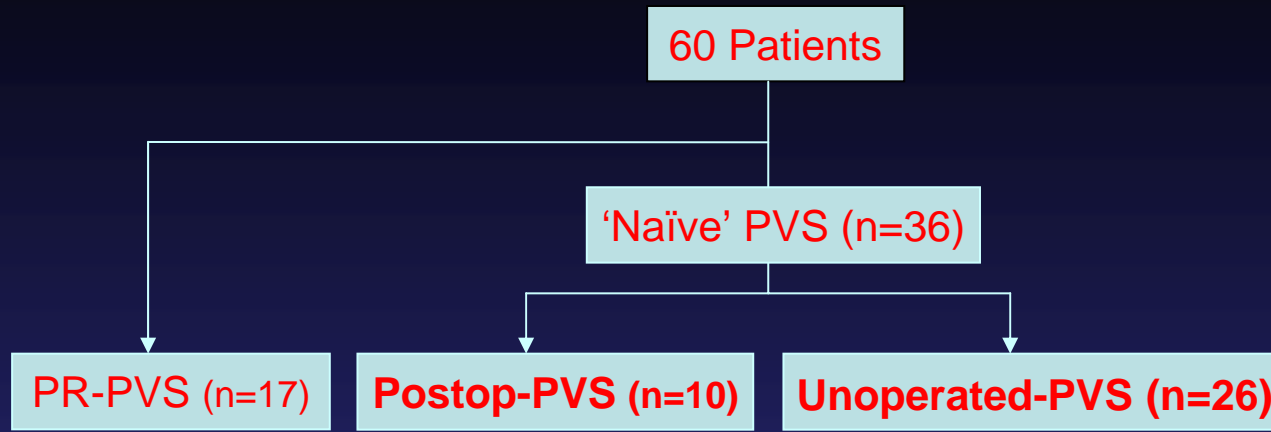 60 Patients
‘Naïve’ PVS (n=36)
PR-PVS (n=17)
Postop-PVS (n=10)
Unoperated-PVS (n=26)